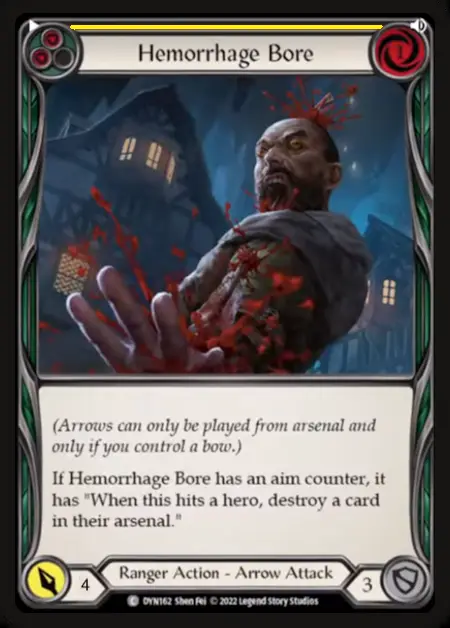 1
Hemorrhage Bore
(Arrows can only be played from arsenal and
only if you control a bow.)
If Hemorrhage Bore has an aim counter, it
has "When this hits a hero, destroy a card
in their arsenal."
4
Ranger Action - Arrow Attack
3
C DYN162 Shen Fei © 2022 Legend Story Studios